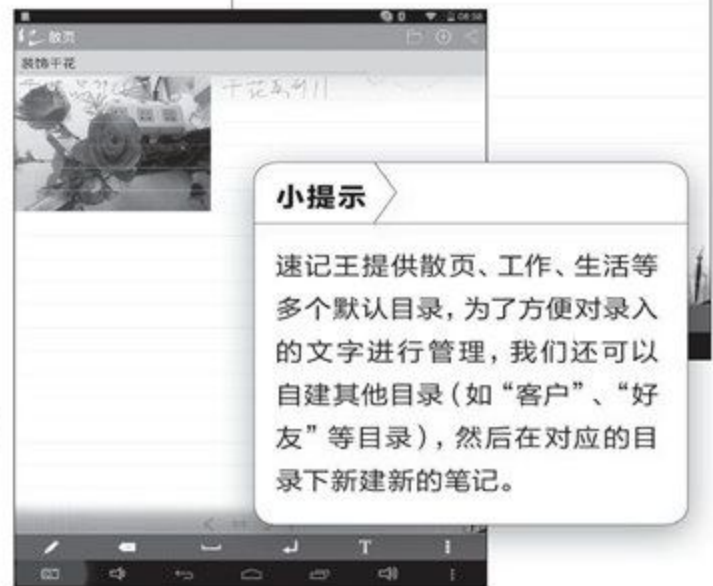 08:58
散页
装饰干花
干花系列
小提示
速记王提供散页、工作、生活等
多个默认目录，为了方便对录入
的文字进行管理，我们还可以
自建其他目录（如“客户”、“好
友”等目录），然后在对应的目
录下新建新的笔记。
T